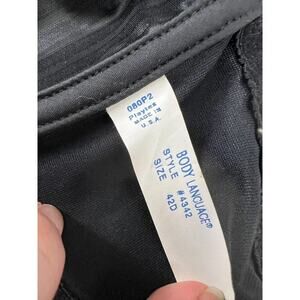 080P2
Playtex
MADE IN
U.S.A.
BODY LANGUAGE®
STYLE #4342
SIZE 42D